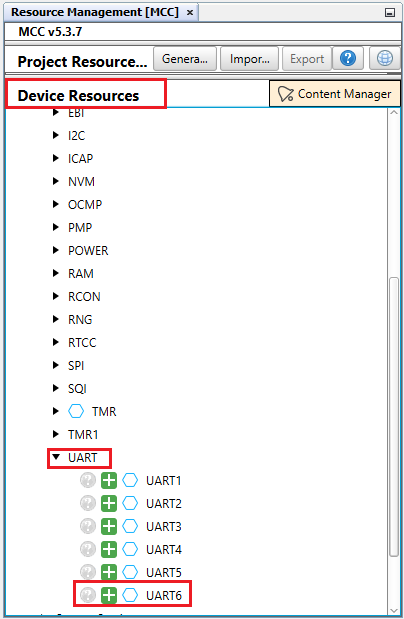 Resource Management [MCC] ×
MCC v5.3.7
Project Resource... Genera... Impor... Export ?
Device Resources Content Manager
EBI
I2C
ICAP
NVM
OCMP
PMP
POWER
RAM
RCON
RNG
RTCC
SPI
SQI
TMR
TMR1
UART
? UART1
? UART2
? UART3
? UART4
? UART5
? UART6